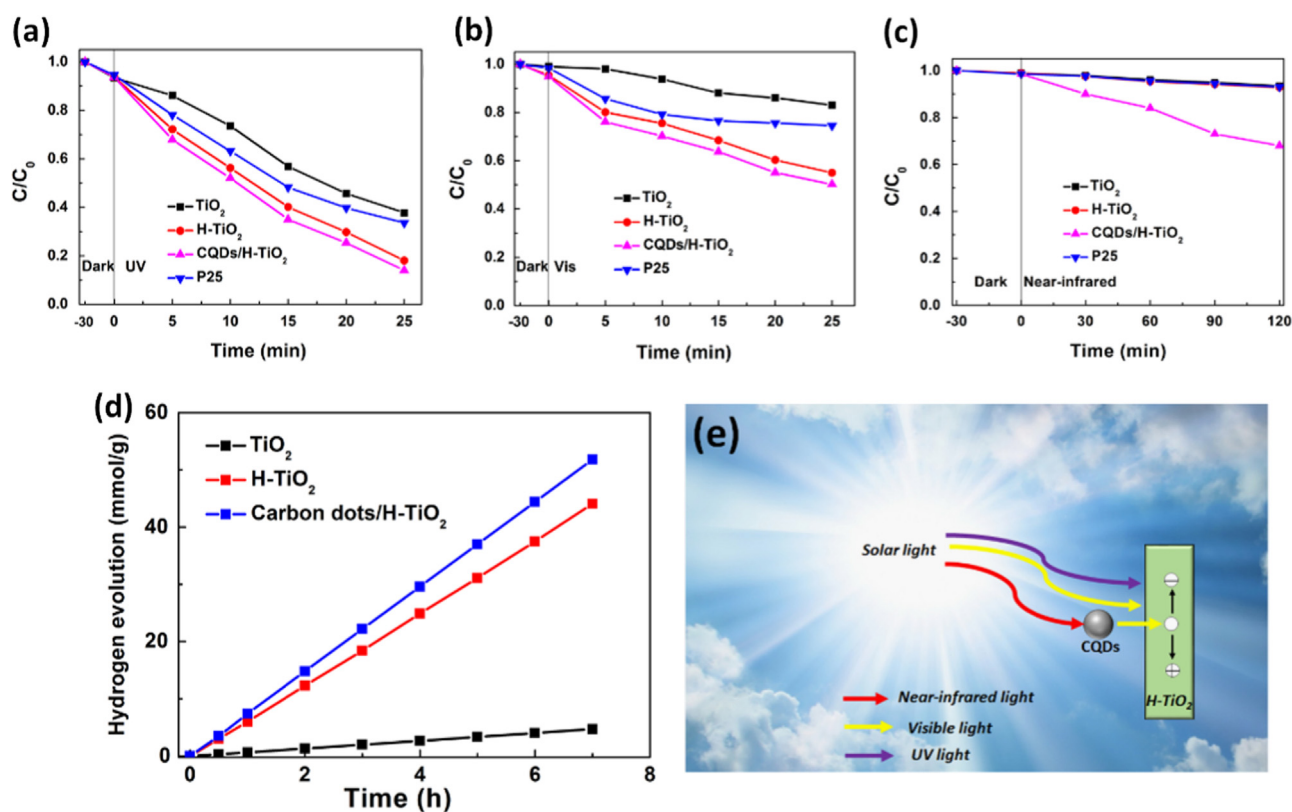 (a)
1.0
0.8
0.6
0.4
0.2
0.0
C/C₀
TiO₂
H-TiO₂
CQDs/H-TiO₂
P25
Dark UV
-30 0 5 10 15 20 25
Time (min)
(b)
1.0
0.8
0.6
0.4
0.2
0.0
C/C₀
TiO₂
H-TiO₂
CQDs/H-TiO₂
P25
Dark Vis
-30 0 5 10 15 20 25
Time (min)
(c)
1.0
0.8
0.6
0.4
0.2
0.0
C/C₀
TiO₂
H-TiO₂
CQDs/H-TiO₂
P25
Dark Near-infrared
-30 0 30 60 90 120
Time (min)
(d)
60
40
20
0
Hydrogen evolution (mmol/g)
TiO₂
H-TiO₂
Carbon dots/H-TiO₂
0 2 4 6 8
Time (h)
(e)
Solar light
CQDs
H-TiO₂
Near-infrared light
Visible light
UV light